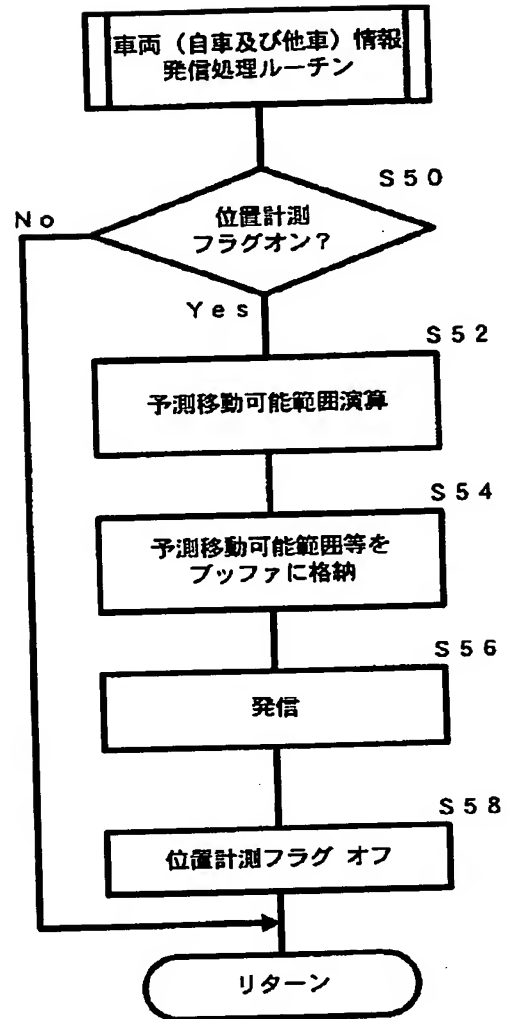 車両（自車及び他車）情報
発信処理ルーチン
S50
No
位置計測
フラグオン？
Yes
S52
予測移動可能範囲演算
S54
予測移動可能範囲等を
ブッファに格納
S56
発信
S58
位置計測フラグ オフ
リターン